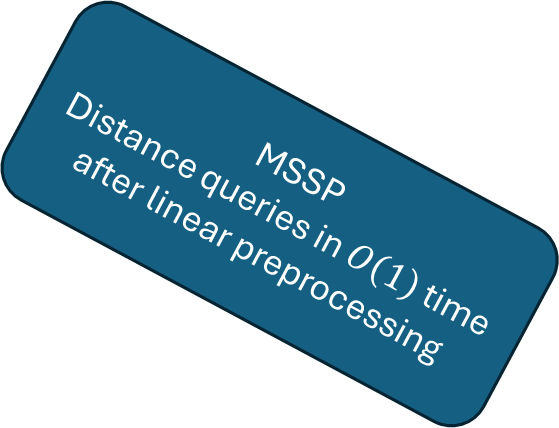 MSSP
Distance queries in O(1) time
after linear preprocessing